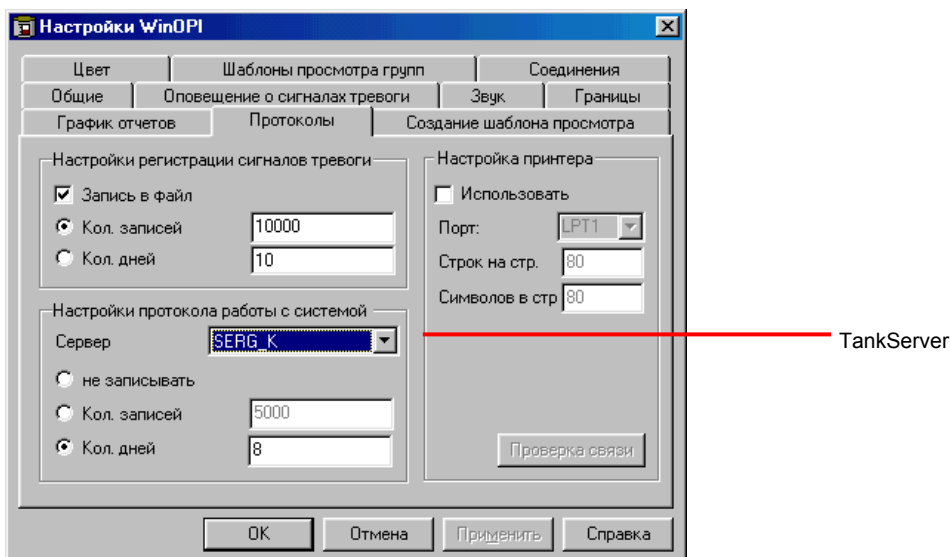 Настройки WinOPI
Цвет
Шаблоны просмотра групп
Соединения
Общие
Оповещение о сигналах тревоги
Звук
Границы
График отчетов
Протоколы
Создание шаблона просмотра
Настройки регистрации сигналов тревоги
Запись в файл
Кол. записей 10000
Кол. дней 10
Настройки протокола работы с системой
Сервер SERG_K
не записывать
Кол. записей 5000
Кол. дней 8
Настройка принтера
Использовать
Порт: LPT1
Строк на стр. 80
Символов в стр 80
Проверка связи
TankServer
OK
Отмена
Применить
Справка